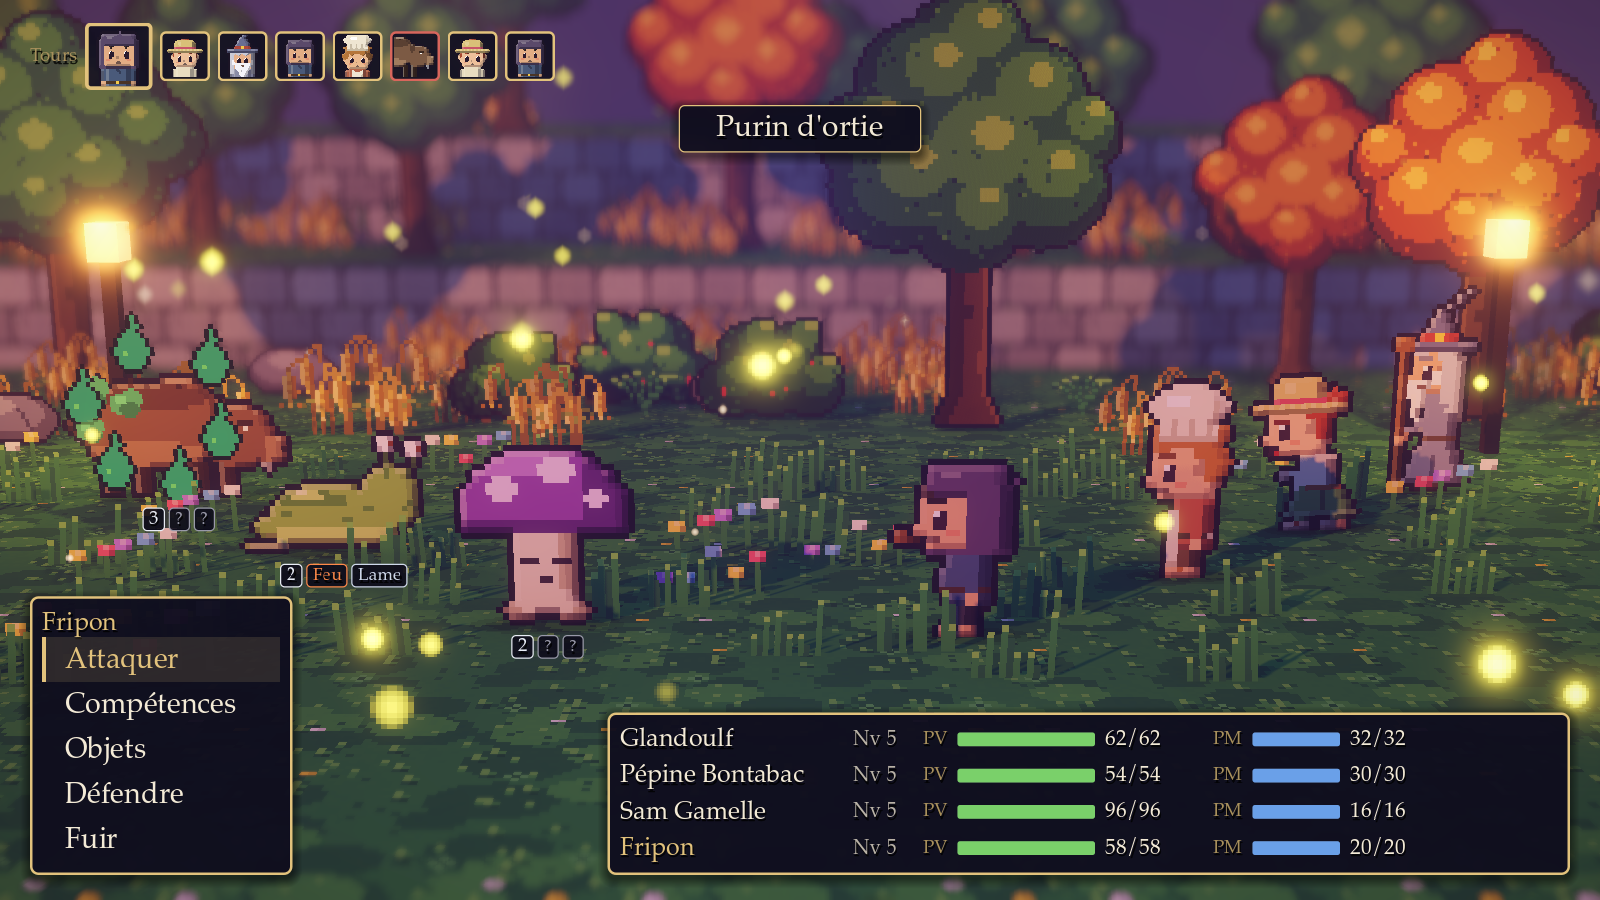 Tours
Purin d'ortie
3 ? ?
2 Feu Lame
2 ? ?
Fripon
Attaquer
Compétences
Objets
Défendre
Fuir
Glandoulf Nv 5 PV 62/62 PM 32/32
Pépine Bontabac Nv 5 PV 54/54 PM 30/30
Sam Gamelle Nv 5 PV 96/96 PM 16/16
Fripon Nv 5 PV 58/58 PM 20/20